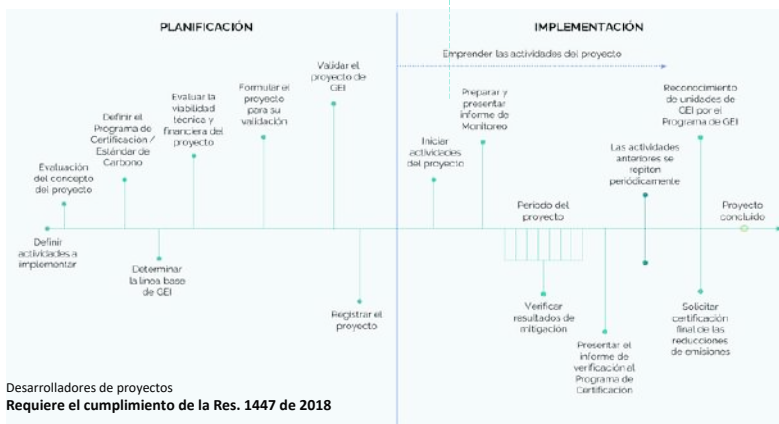 PLANIFICACIÓN
IMPLEMENTACIÓN
Emprender las actividades del proyecto
Validar el
proyecto de
GEI
Formular el
proyecto
para su
validación
Evaluar la
viabilidad
técnica y
financiera del
proyecto
Definir el
Programa de
Certificación /
Estándar de
Carbono
Evaluación
del concepto
del proyecto
Definir
actividades a
implementar
Determinar
la línea base
de GEI
Registrar el
proyecto
Iniciar
actividades
del proyecto
Preparar y
presentar
informe de
Monitoreo
Periodo del
proyecto
Verificar
resultados de
mitigación
Presentar el
informe de
verificación al
Programa de
Certificación
Las actividades
anteriores se
repiten
periódicamente
Reconocimiento
de unidades de
GEI por el
Programa de GEI
Solicitar
certificación
final de las
reducciones
de emisiones
Proyecto
concluido
Desarrolladores de proyectos
Requiere el cumplimiento de la Res. 1447 de 2018